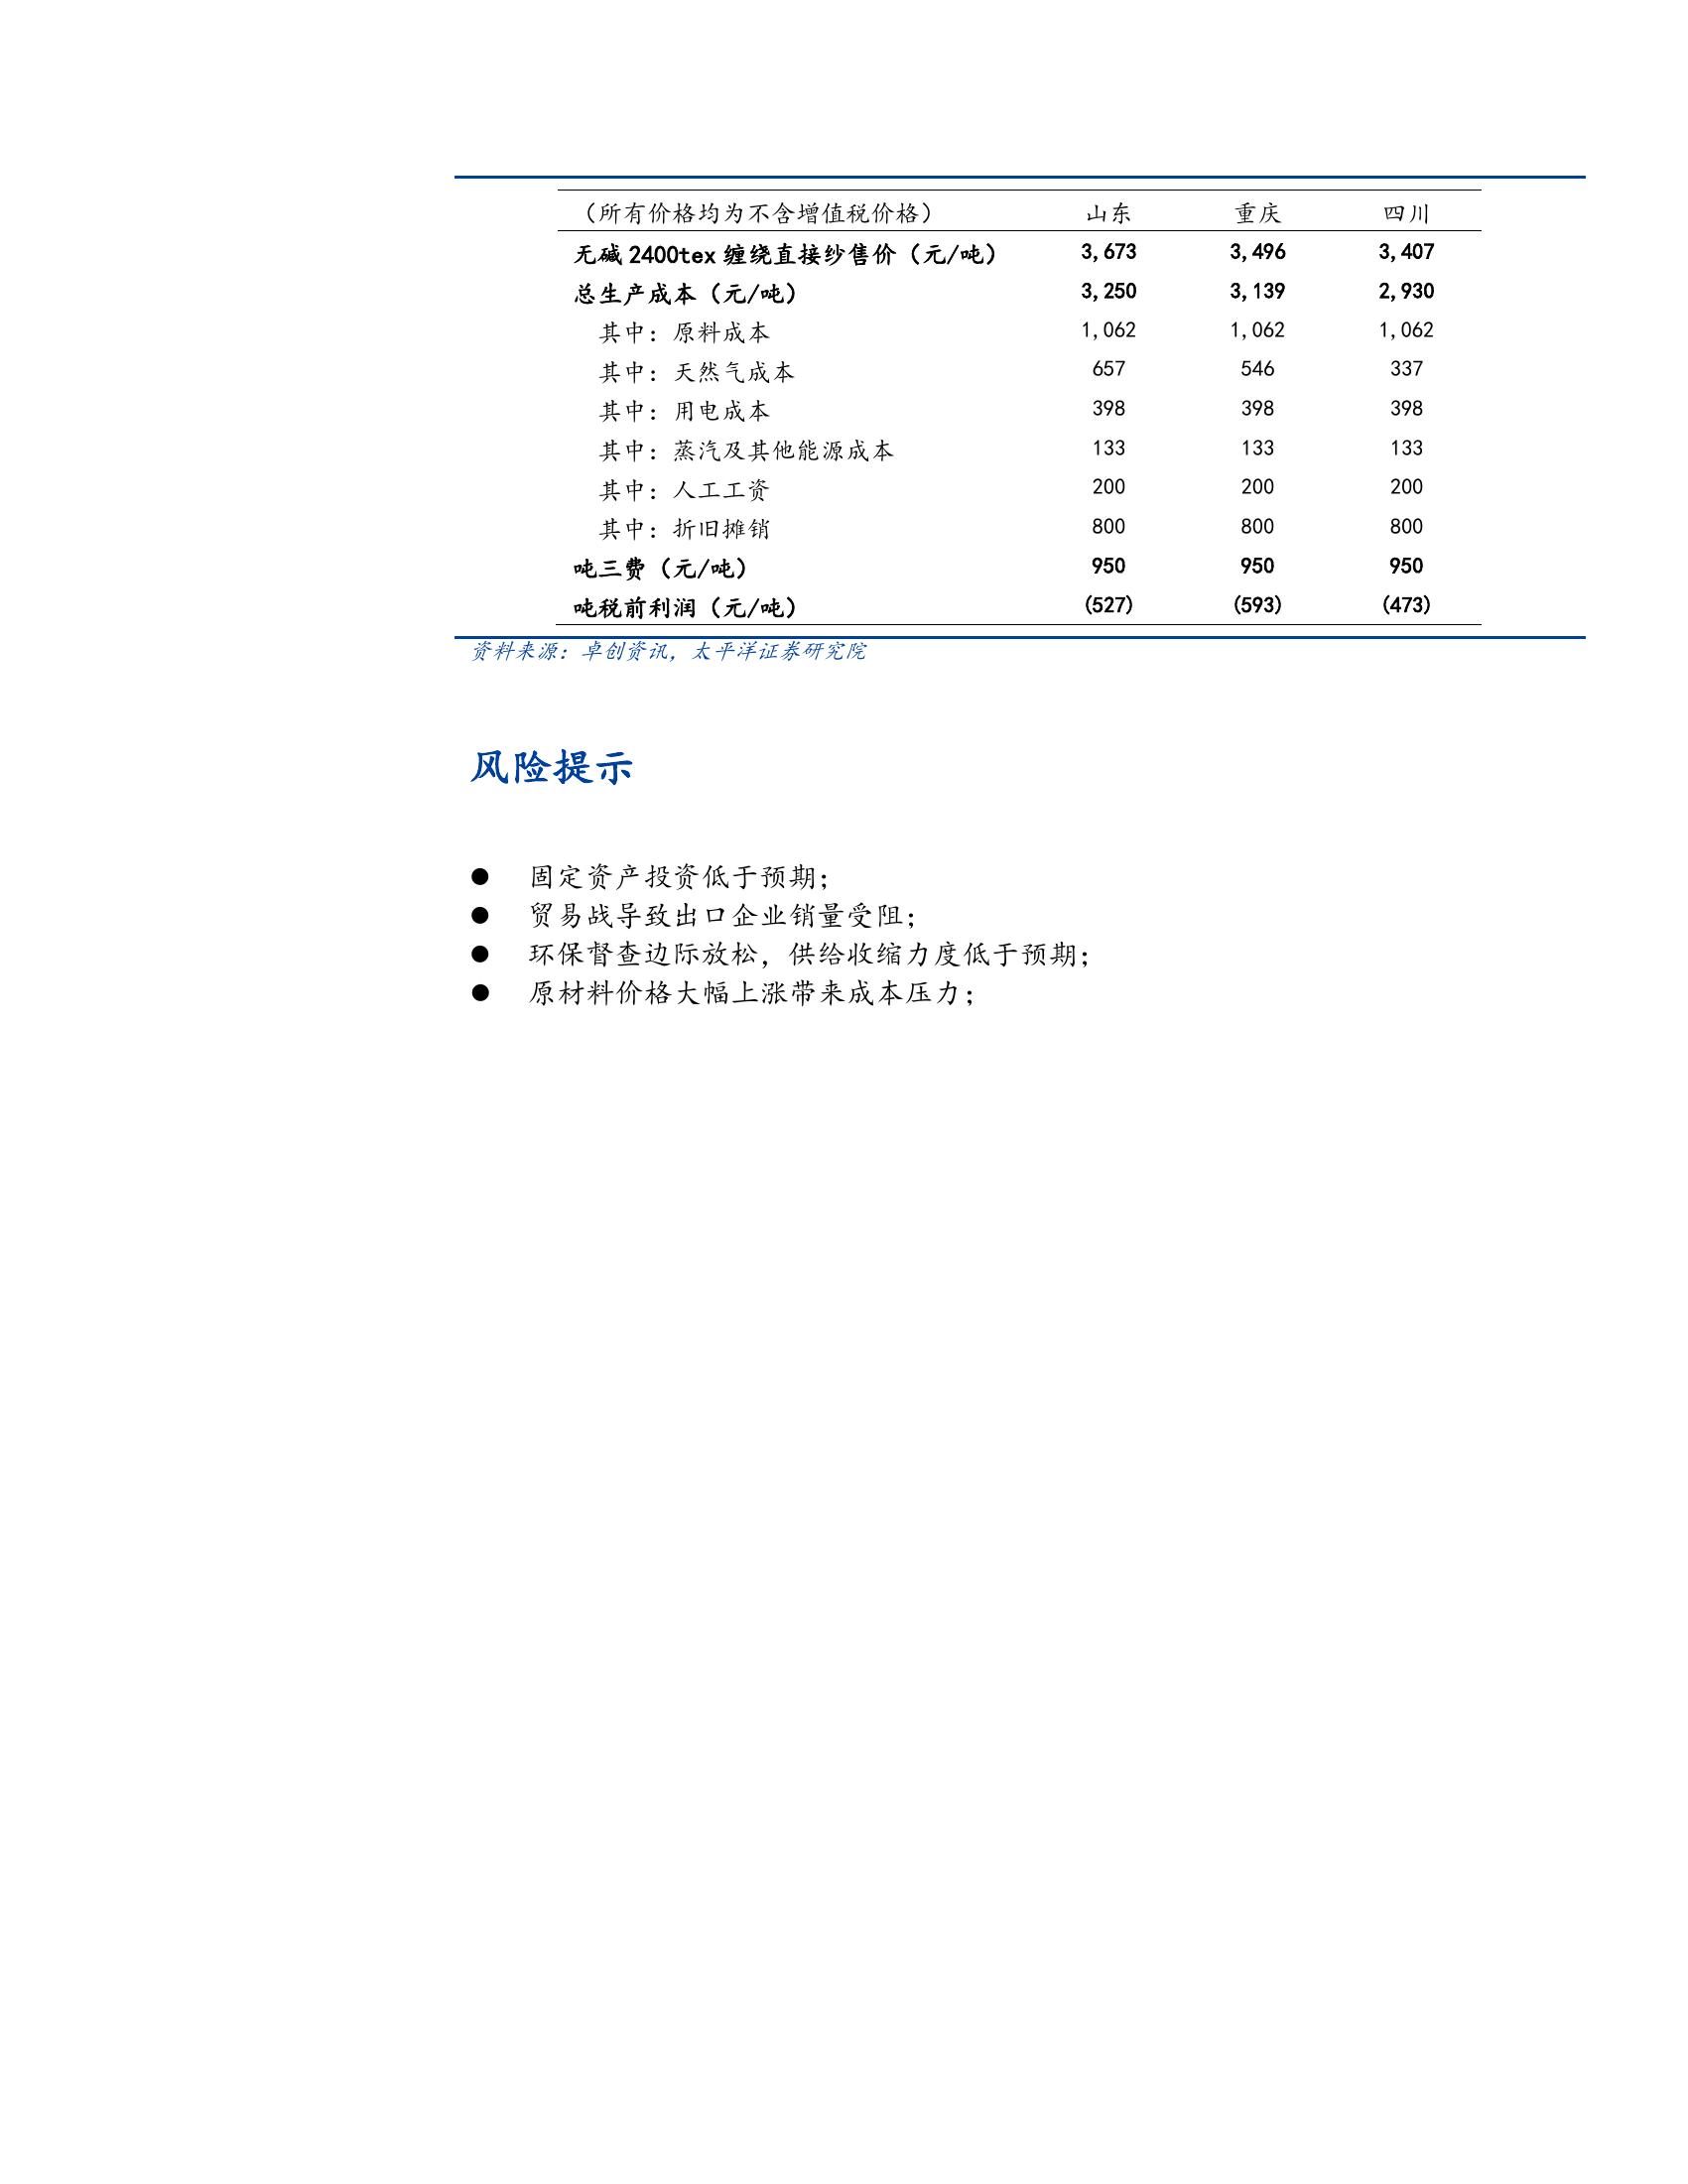 （所有价格均为不含增值税价格） 山东 重庆 四川
无碱 2400tex 缠绕直接纱售价（元/吨） 3,673 3,496 3,407
总生产成本（元/吨） 3,250 3,139 2,930
其中：原料成本 1,062 1,062 1,062
其中：天然气成本 657 546 337
其中：用电成本 398 398 398
其中：蒸汽及其他能源成本 133 133 133
其中：人工工资 200 200 200
其中：折旧摊销 800 800 800
吨三费（元/吨） 950 950 950
吨税前利润（元/吨） (527) (593) (473)
资料来源：卓创资讯，太平洋证券研究院
风险提示
● 固定资产投资低于预期；
● 贸易战导致出口企业销量受阻；
● 环保督查边际放松，供给收缩力度低于预期；
● 原材料价格大幅上涨带来成本压力；